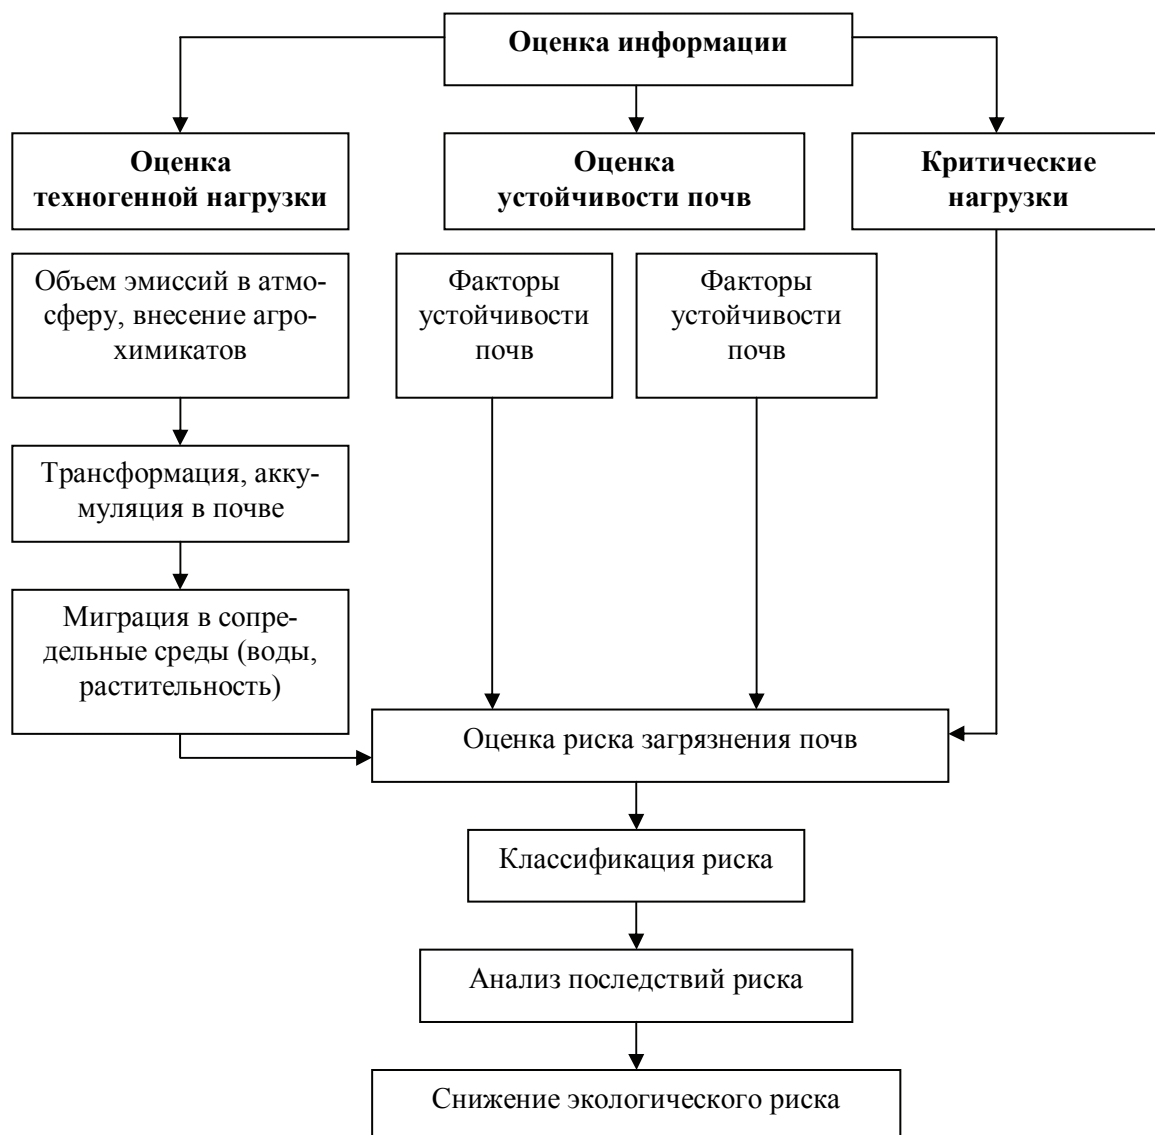 Оценка информации
Оценка
техногенной нагрузки
Оценка
устойчивости почв
Критические
нагрузки
Объем эмиссий в атмо-
сферу, внесение агро-
химикатов
Факторы
устойчивости
почв
Факторы
устойчивости
почв
Трансформация, акку-
муляция в почве
Миграция в сопре-
дельные среды (воды,
растительность)
Оценка риска загрязнения почв
Классификация риска
Анализ последствий риска
Снижение экологического риска